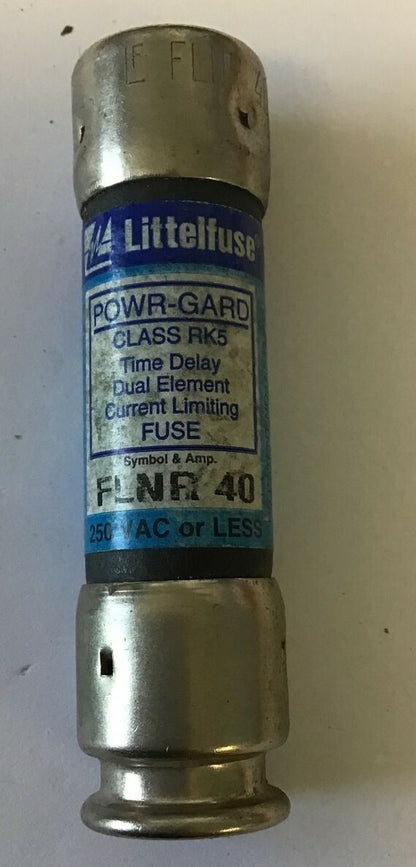 Littelfuse®
POWR-GARD
CLASS RK5
Time Delay
Dual Element
Current Limiting
FUSE
Symbol & Amp.
FLNR 40
250 VAC or LESS